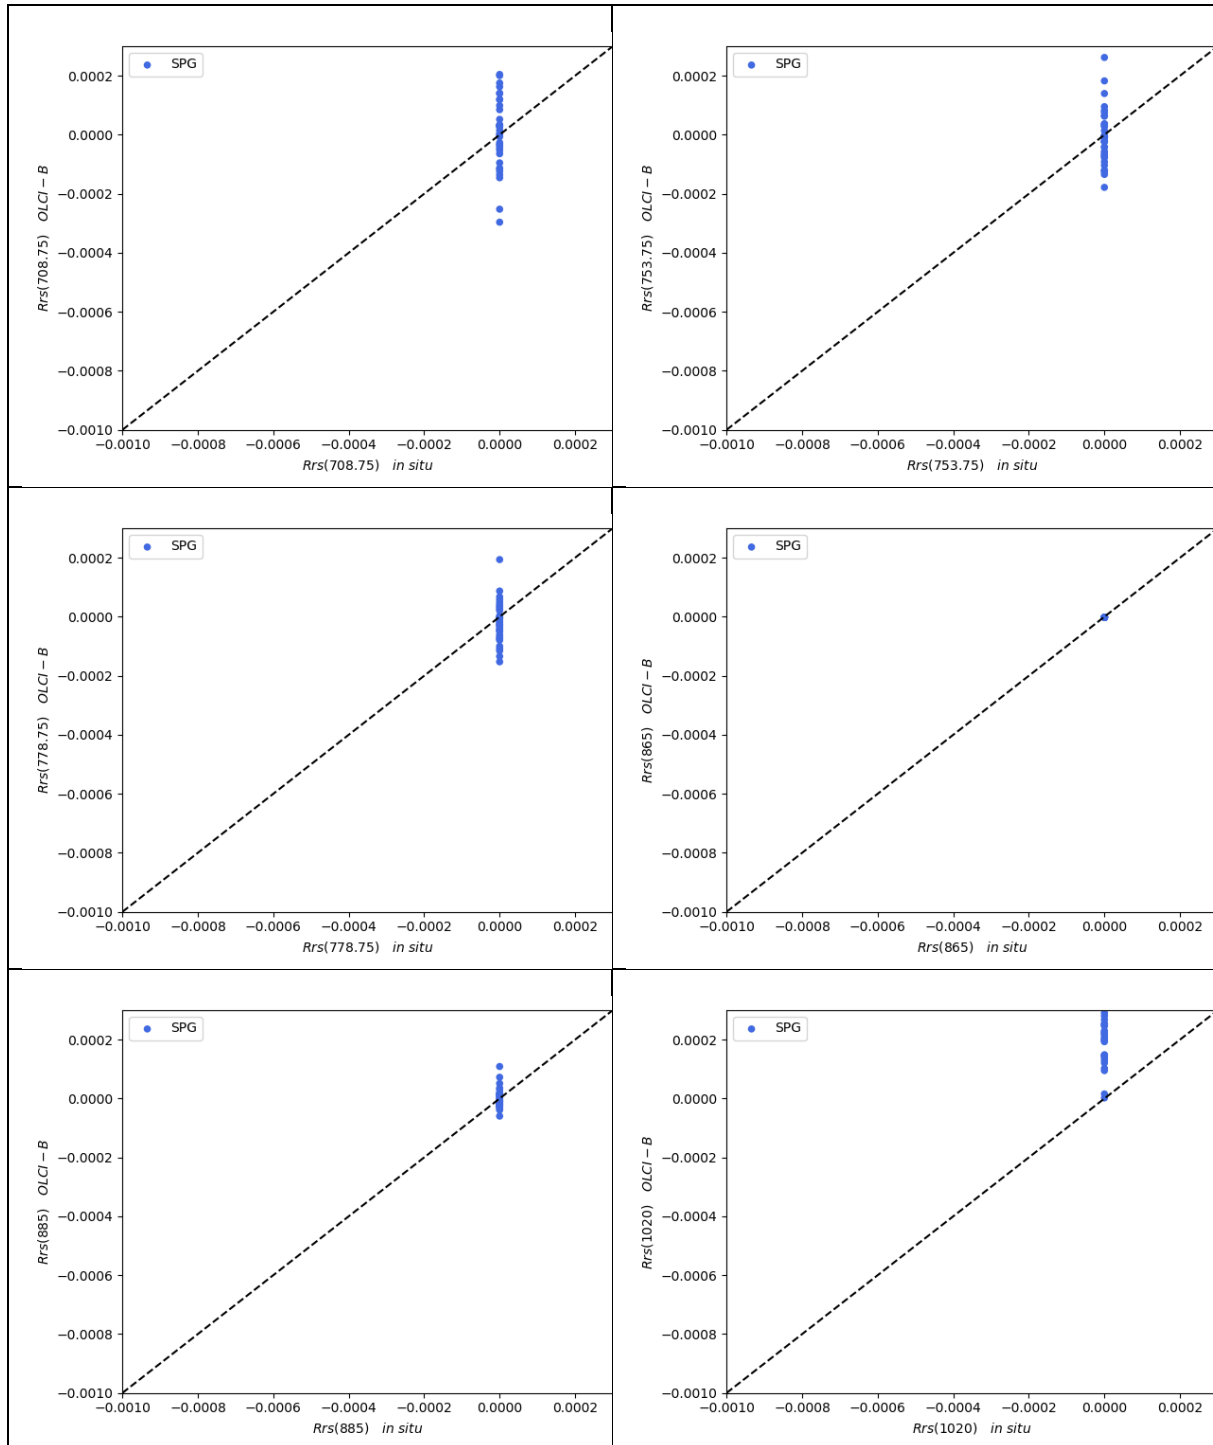 SPG
0.0002
0.0000
−0.0002
−0.0004
−0.0006
−0.0008
−0.0010
Rrs(708.75) OLCI − B
−0.0010 −0.0008 −0.0006 −0.0004 −0.0002 0.0000 0.0002
Rrs(708.75) in situ
SPG
0.0002
0.0000
−0.0002
−0.0004
−0.0006
−0.0008
−0.0010
Rrs(753.75) OLCI − B
−0.0010 −0.0008 −0.0006 −0.0004 −0.0002 0.0000 0.0002
Rrs(753.75) in situ
SPG
0.0002
0.0000
−0.0002
−0.0004
−0.0006
−0.0008
−0.0010
Rrs(778.75) OLCI − B
−0.0010 −0.0008 −0.0006 −0.0004 −0.0002 0.0000 0.0002
Rrs(778.75) in situ
SPG
0.0002
0.0000
−0.0002
−0.0004
−0.0006
−0.0008
−0.0010
Rrs(865) OLCI − B
−0.0010 −0.0008 −0.0006 −0.0004 −0.0002 0.0000 0.0002
Rrs(865) in situ
SPG
0.0002
0.0000
−0.0002
−0.0004
−0.0006
−0.0008
−0.0010
Rrs(885) OLCI − B
−0.0010 −0.0008 −0.0006 −0.0004 −0.0002 0.0000 0.0002
Rrs(885) in situ
SPG
0.0002
0.0000
−0.0002
−0.0004
−0.0006
−0.0008
−0.0010
Rrs(1020) OLCI − B
−0.0010 −0.0008 −0.0006 −0.0004 −0.0002 0.0000 0.0002
Rrs(1020) in situ